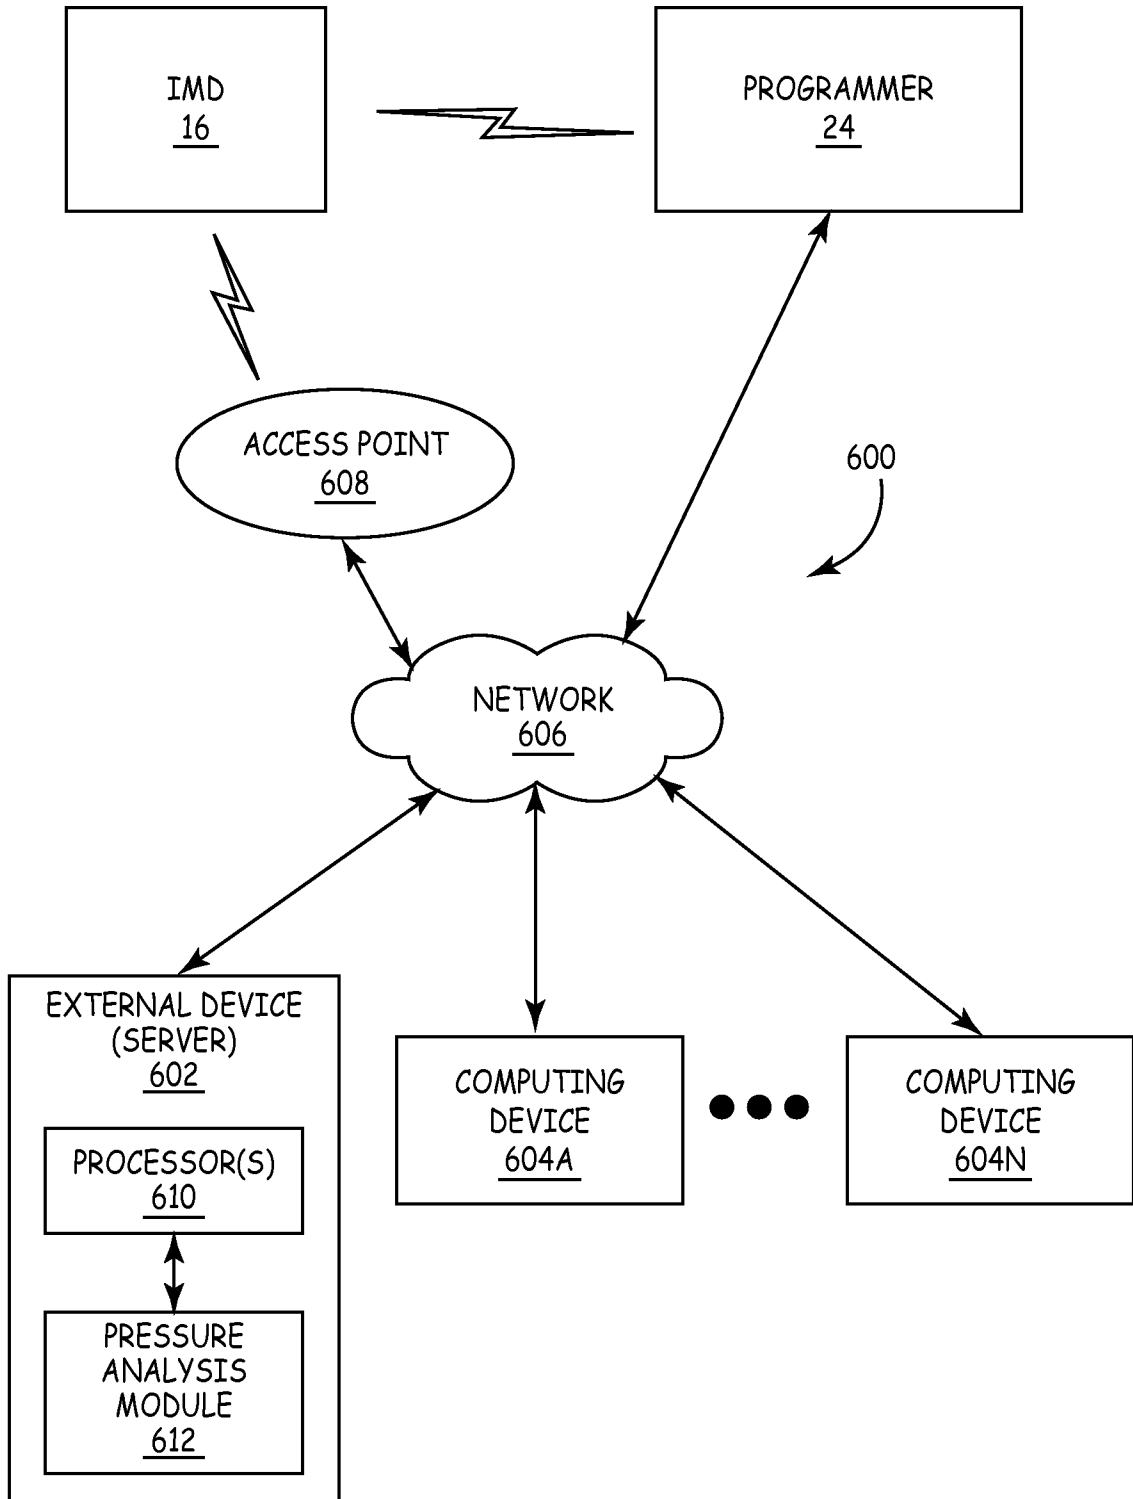 IMD
16
PROGRAMMER
24
ACCESS POINT
608
600
NETWORK
606
EXTERNAL DEVICE
(SERVER)
602
PROCESSOR(S)
610
PRESSURE
ANALYSIS
MODULE
612
COMPUTING
DEVICE
604A
COMPUTING
DEVICE
604N